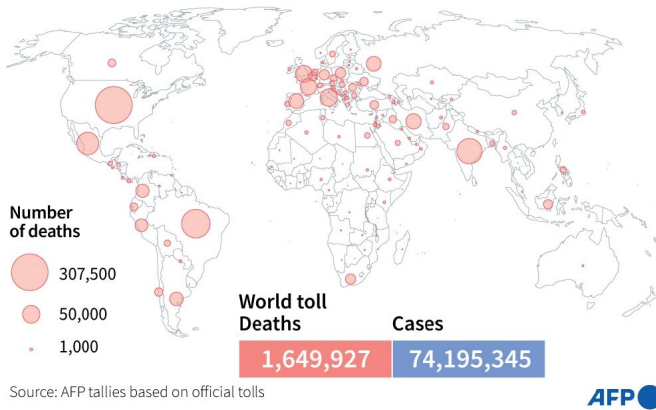 Number
of deaths
307,500
50,000
1,000
World toll
Deaths
Cases
1,649,927
74,195,345
Source: AFP tallies based on official tolls
AFP